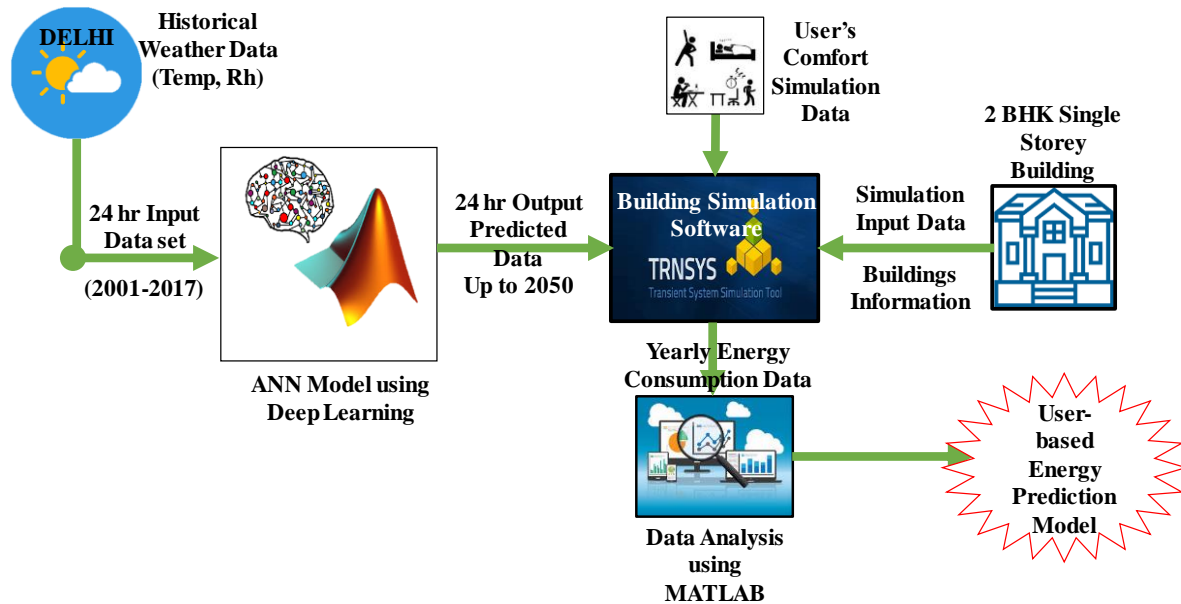 DELHI
Historical
Weather Data
(Temp, Rh)
24 hr Input
Data set
(2001-2017)
ANN Model using
Deep Learning
24 hr Output
Predicted
Data
Up to 2050
User's
Comfort
Simulation
Data
Building Simulation
Software
TRNSYS
Transient System Simulation Tool
2 BHK Single
Storey
Building
Simulation
Input Data
Buildings
Information
Yearly Energy
Consumption Data
Data Analysis
using
MATLAB
User-
based
Energy
Prediction
Model